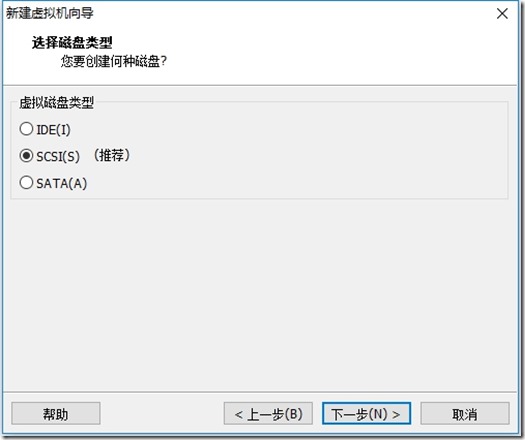 新建虚拟机向导
选择磁盘类型
您要创建何种磁盘?
虚拟磁盘类型
IDE(I)
SCSI(S) （推荐）
SATA(A)
帮助 < 上一步(B) 下一步(N) > 取消